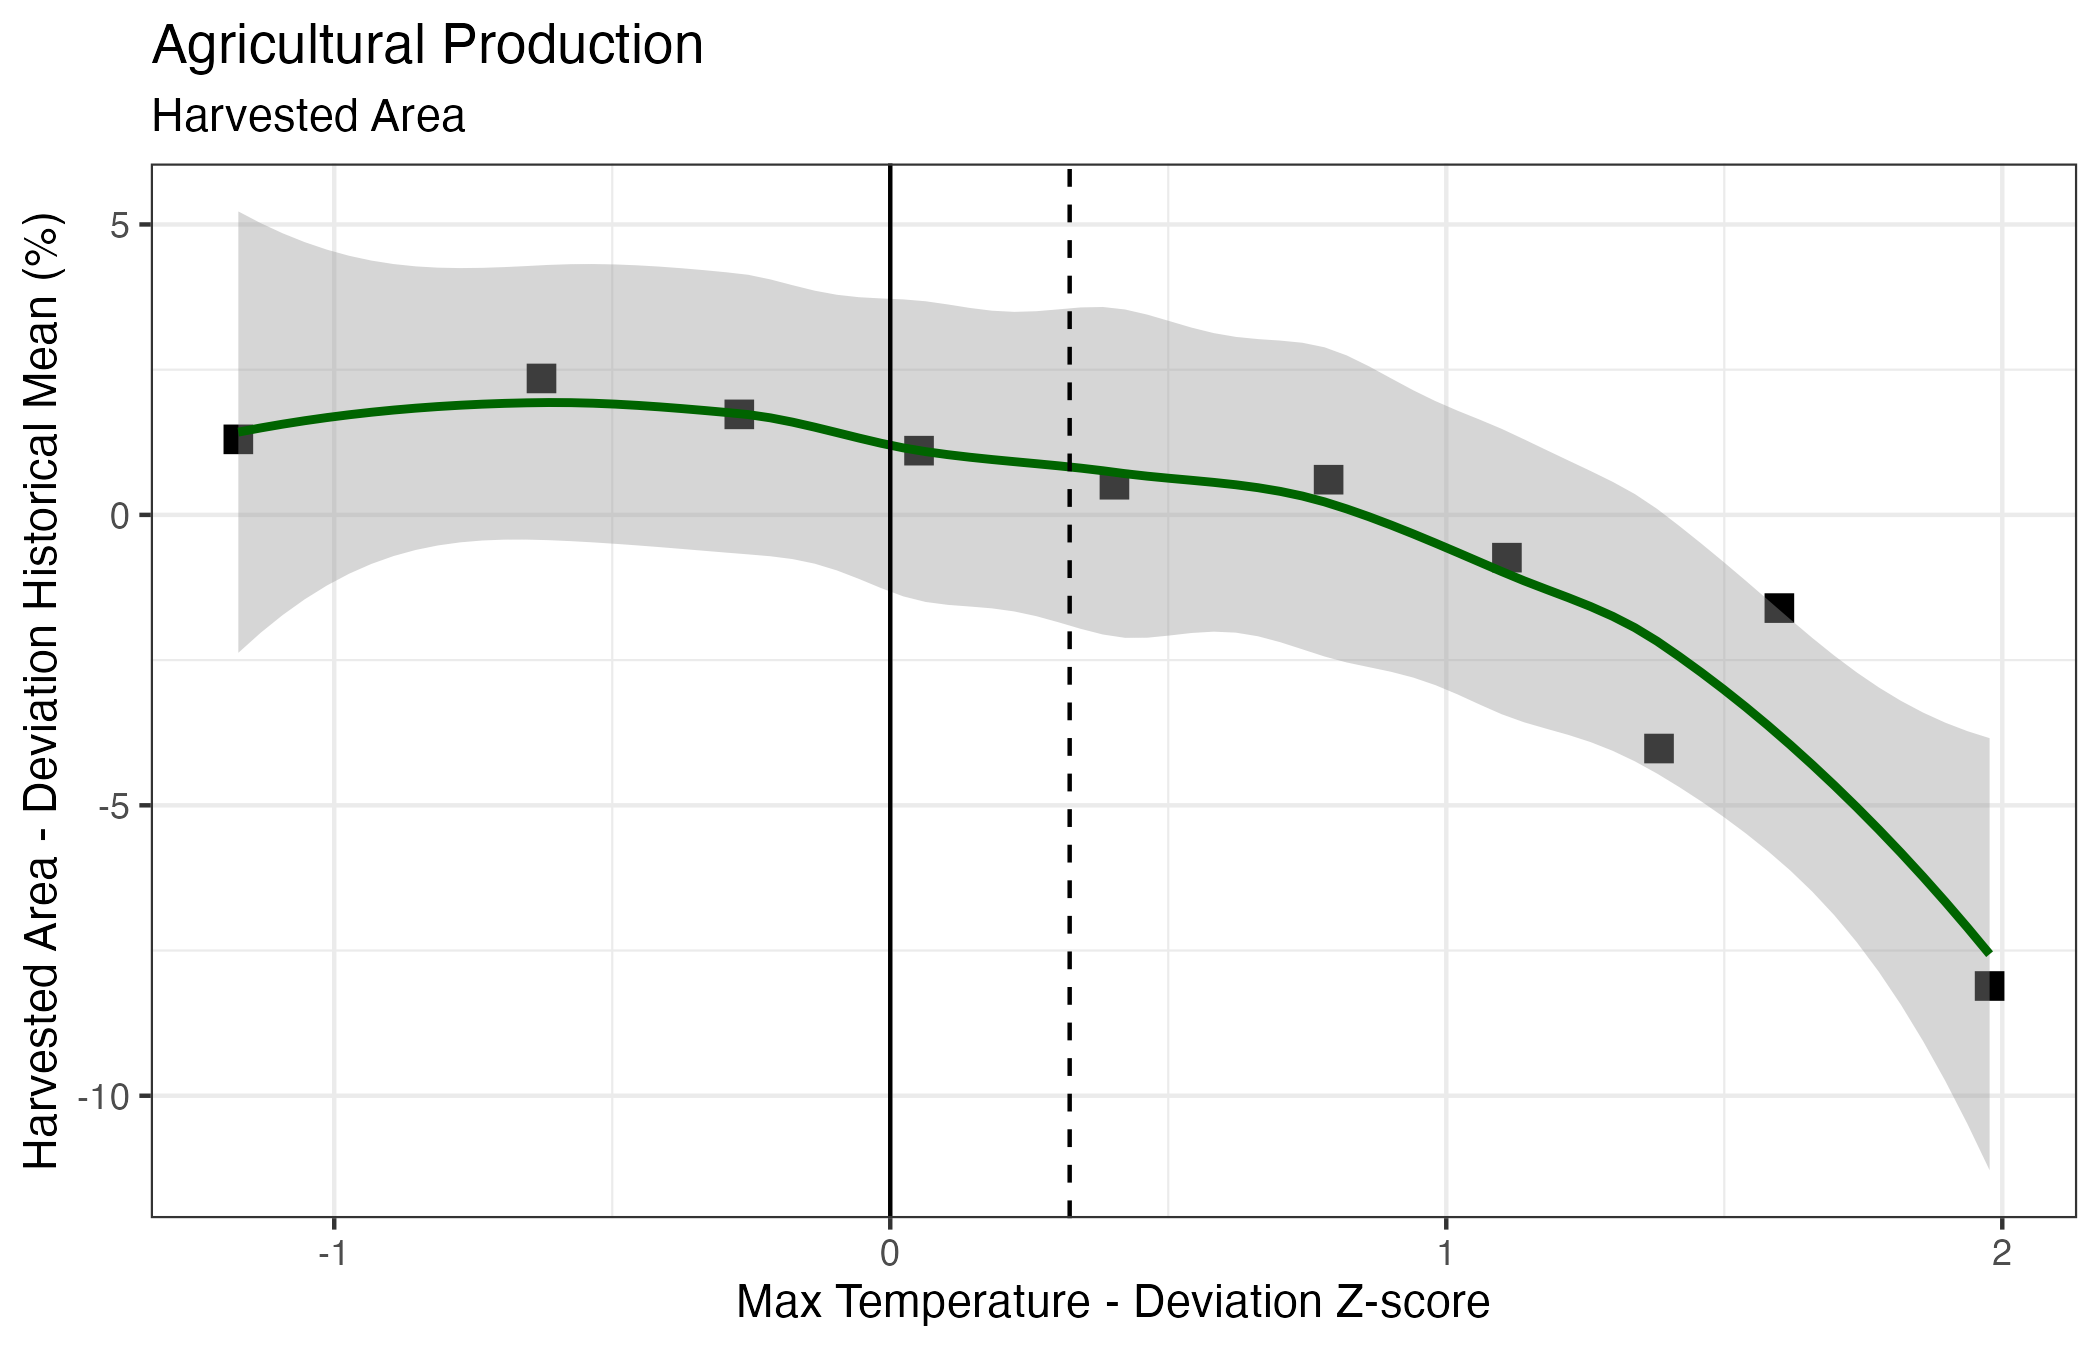 Agricultural Production
Harvested Area
Harvested Area - Deviation Historical Mean (%)
5
0
-5
-10
-1
0
1
2
Max Temperature - Deviation Z-score